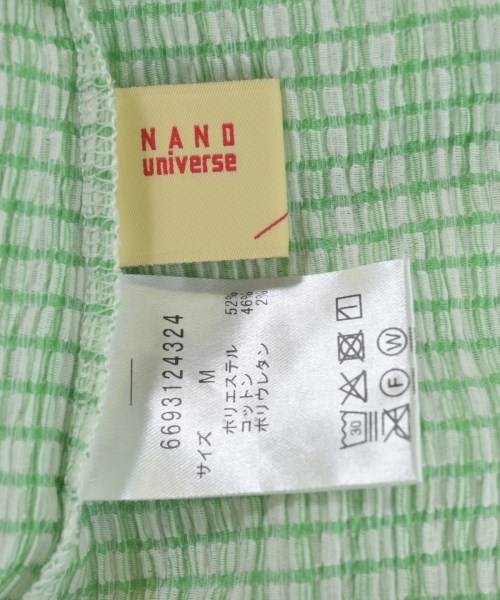 NANO
universe
6693124324
サイズ M
ポリエステル 52%
コットン 46%
ポリウレタン 2%
30
F W